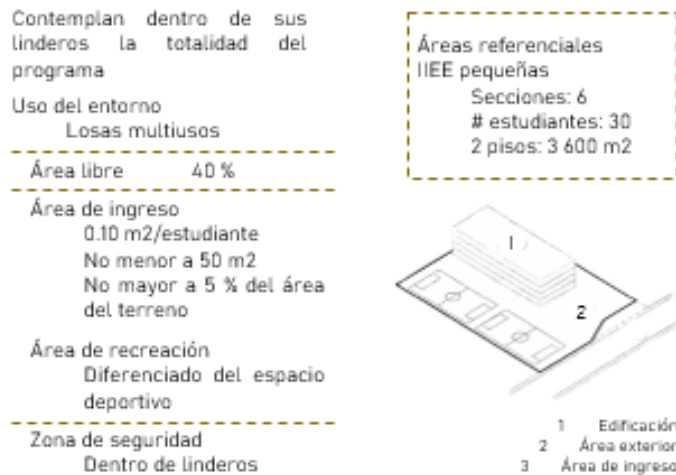 Contemplan dentro de sus
linderos la totalidad del
programa
Uso del entorno
Losas multiusos
Área libre 40 %
Área de ingreso
0.10 m2/estudiante
No menor a 50 m2
No mayor a 5 % del área
del terreno
Área de recreación
Diferenciado del espacio
deportivo
Zona de seguridad
Dentro de linderos
Áreas referenciales
IIEE pequeñas
Secciones: 6
# estudiantes: 30
2 pisos: 3 600 m2
1
2
1 Edificación
2 Área exterior
3 Área de ingreso